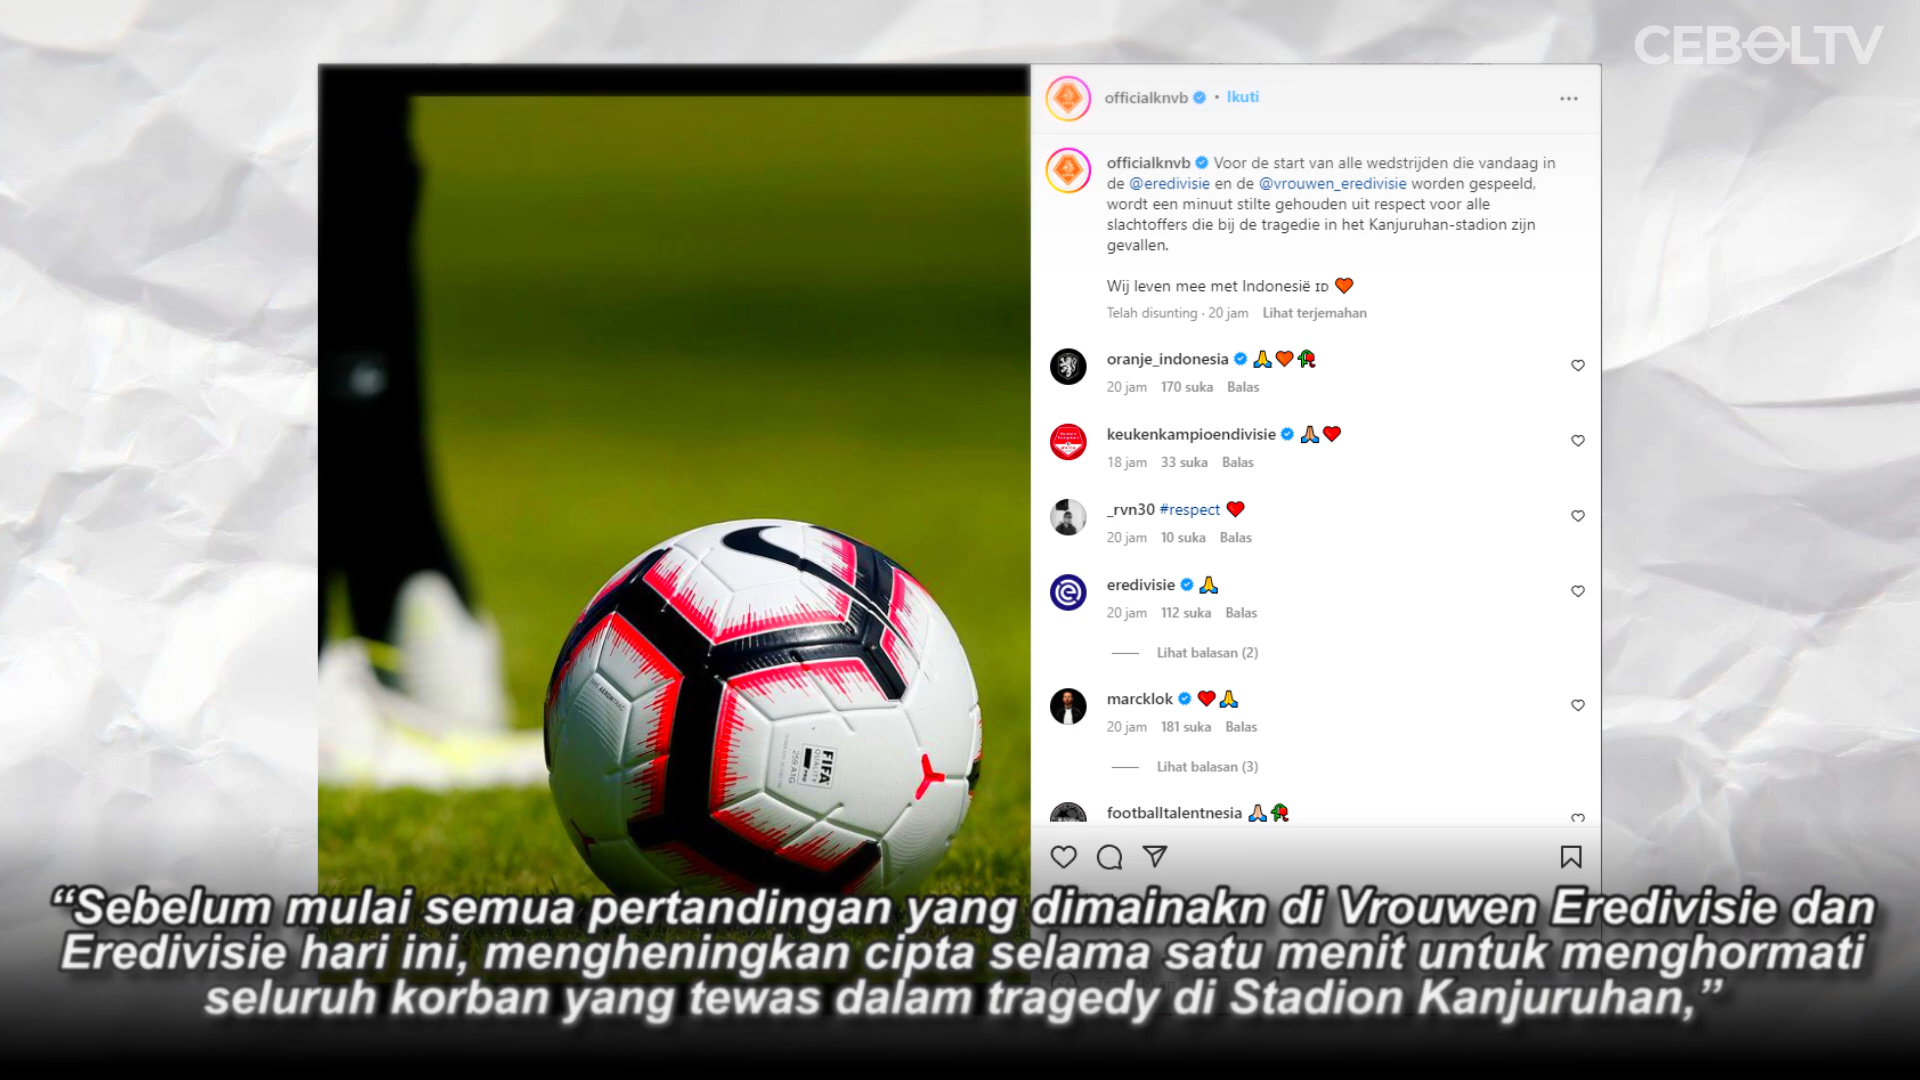 CEBOLTV
officialknvb • Ikuti
officialknvb Voor de start van alle wedstrijden die vandaag in
de @eredivisie en de @vrouwen_eredivisie worden gespeeld,
wordt een minuut stilte gehouden uit respect voor alle
slachtoffers die bij de tragedie in het Kanjuruhan-stadion zijn
gevallen.
Wij leven mee met Indonesië ɪᴅ 🧡
Telah disunting · 20 jam Lihat terjemahan
oranje_indonesia 🙏🧡🥀
20 jam 170 suka Balas
keukenkampioendivisie 🙏🏽❤️
18 jam 33 suka Balas
_rvn30 #respect ❤️
20 jam 10 suka Balas
eredivisie 🙏
20 jam 112 suka Balas
Lihat balasan (2)
marcklok ❤️🙏
20 jam 181 suka Balas
Lihat balasan (3)
footballtalentnesia 🙏🏼🥀
FIFA
QUALITY
PRO
“Sebelum mulai semua pertandingan yang dimainakn di Vrouwen Eredivisie dan
Eredivisie hari ini, mengheningkan cipta selama satu menit untuk menghormati
seluruh korban yang tewas dalam tragedy di Stadion Kanjuruhan,”